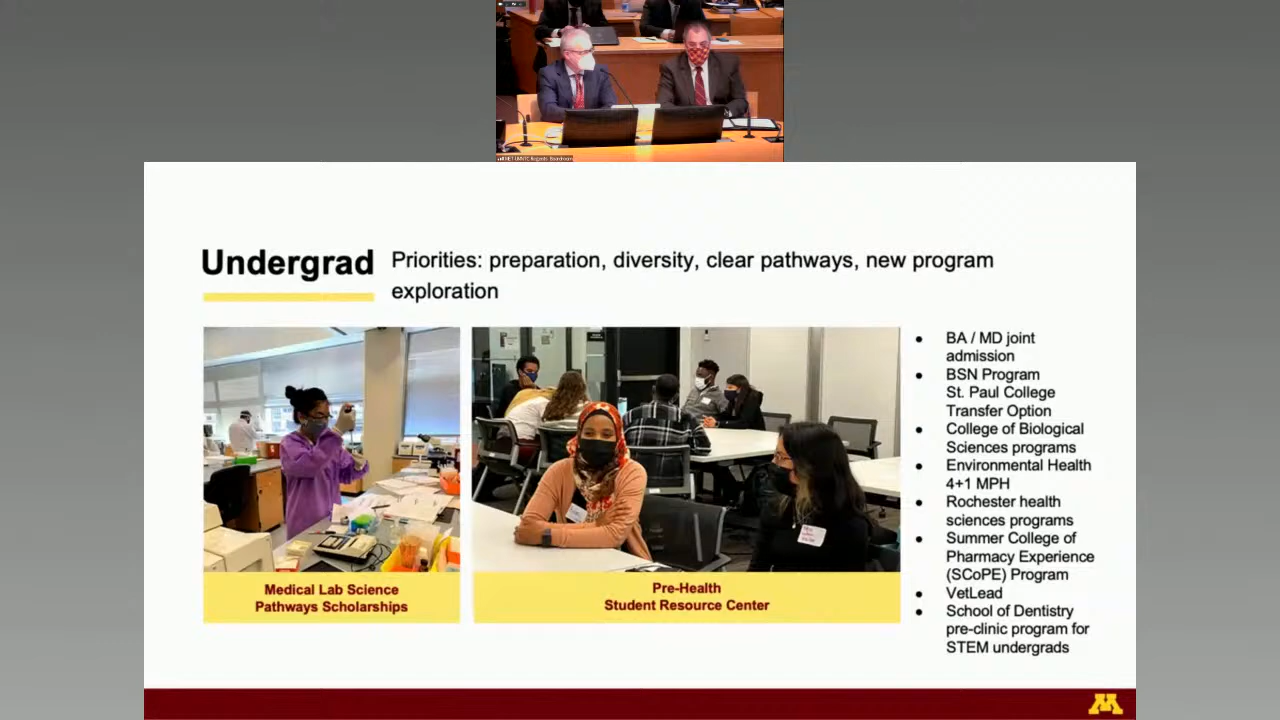 Undergrad
Priorities: preparation, diversity, clear pathways, new program
exploration
Medical Lab Science
Pathways Scholarships
Pre-Health
Student Resource Center
● BA / MD joint
admission
● BSN Program
St. Paul College
Transfer Option
● College of Biological
Sciences programs
● Environmental Health
4+1 MPH
● Rochester health
sciences programs
● Summer College of
Pharmacy Experience
(SCoPE) Program
● VetLead
● School of Dentistry
pre-clinic program for
STEM undergrads
M